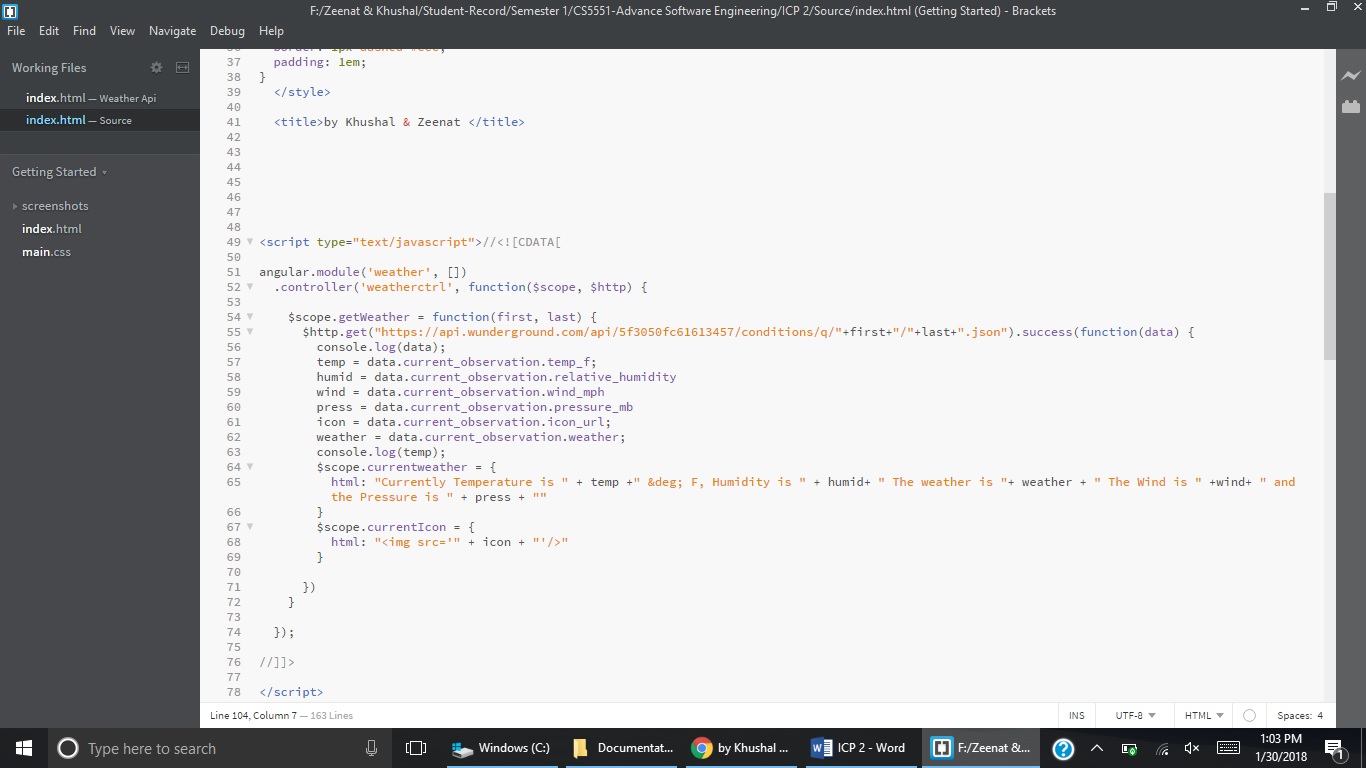 F:/Zeenat & Khushal/Student-Record/Semester 1/CS5551-Advance Software Engineering/ICP 2/Source/index.html (Getting Started) - Brackets
File Edit Find View Navigate Debug Help
Working Files
index.html — Weather Api
index.html — Source
Getting Started
screenshots
index.html
main.css
37 padding: 1em;
38 }
39 </style>
40
41 <title>by Khushal & Zeenat </title>
42
43
44
45
46
47
48
49 <script type="text/javascript">//<![CDATA[
50
51 angular.module('weather', [])
52 .controller('weatherctrl', function($scope, $http) {
53
54 $scope.getWeather = function(first, last) {
55 $http.get("https://api.wunderground.com/api/5f3050fc61613457/conditions/q/"+first+"/"+last+".json").success(function(data) {
56 console.log(data);
57 temp = data.current_observation.temp_f;
58 humid = data.current_observation.relative_humidity
59 wind = data.current_observation.wind_mph
60 press = data.current_observation.pressure_mb
61 icon = data.current_observation.icon_url;
62 weather = data.current_observation.weather;
63 console.log(temp);
64 $scope.currentweather = {
65 html: "Currently Temperature is " + temp +" &deg; F, Humidity is " + humid+ " The weather is "+ weather + " The Wind is " +wind+ " and
the Pressure is " + press + ""
66 }
67 $scope.currentIcon = {
68 html: "<img src='" + icon + "'/>"
69 }
70
71 })
72 }
73
74 });
75
76 //]]>
77
78 </script>
Line 104, Column 7 — 163 Lines
INS UTF-8 HTML Spaces: 4
Type here to search
Windows (C:)
Documentat...
by Khushal ...
ICP 2 - Word
F:/Zeenat &...
1:03 PM
1/30/2018
1